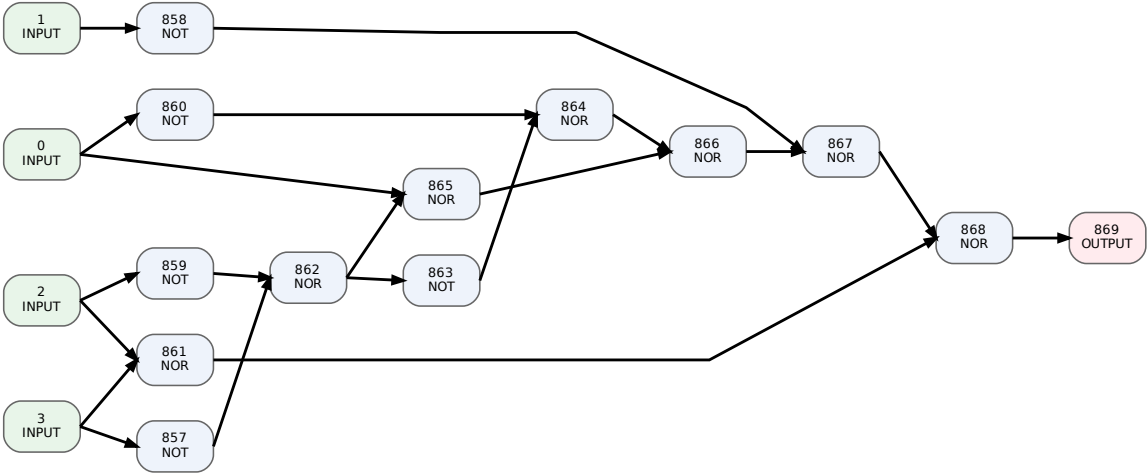 1
INPUT
858
NOT
860
NOT
864
NOR
0
INPUT
866
NOR
867
NOR
865
NOR
868
NOR
869
OUTPUT
859
NOT
862
NOR
863
NOT
2
INPUT
861
NOR
3
INPUT
857
NOT